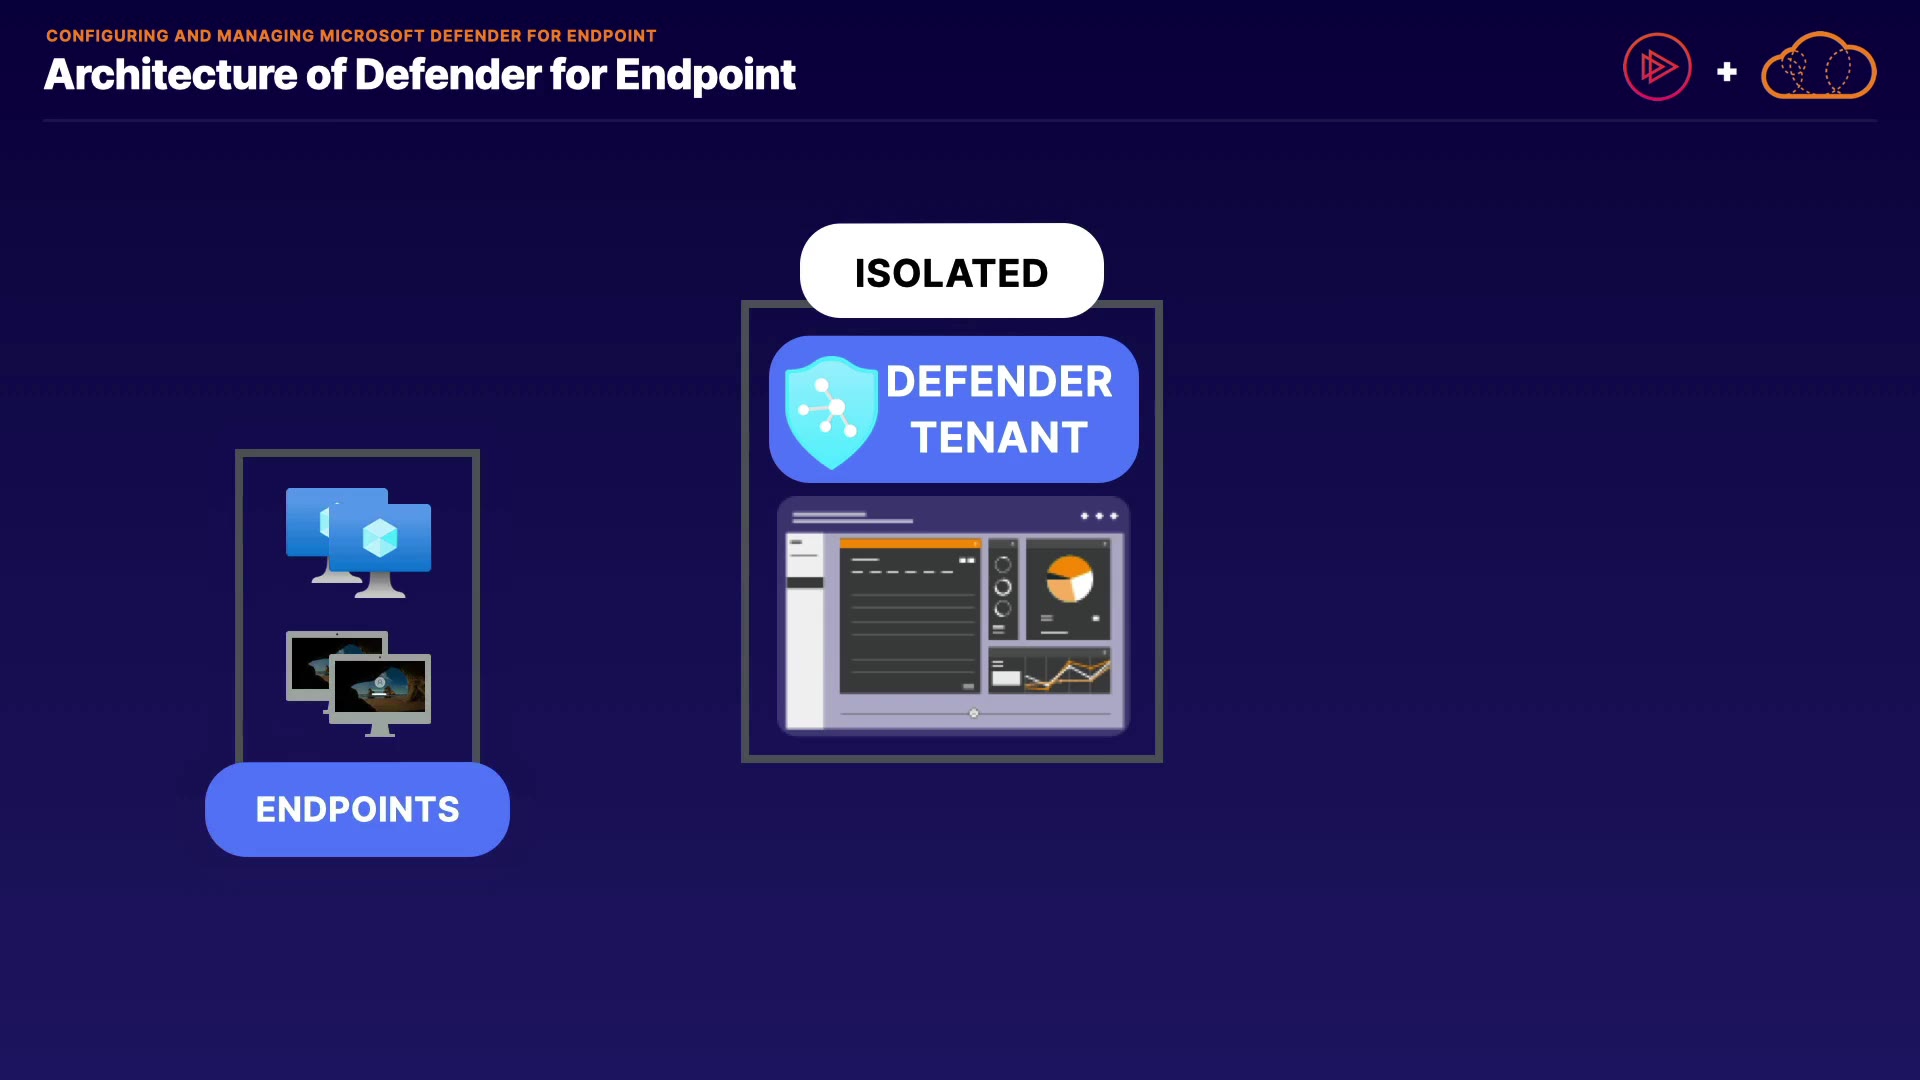 CONFIGURING AND MANAGING MICROSOFT DEFENDER FOR ENDPOINT
Architecture of Defender for Endpoint
ISOLATED
DEFENDER
TENANT
ENDPOINTS